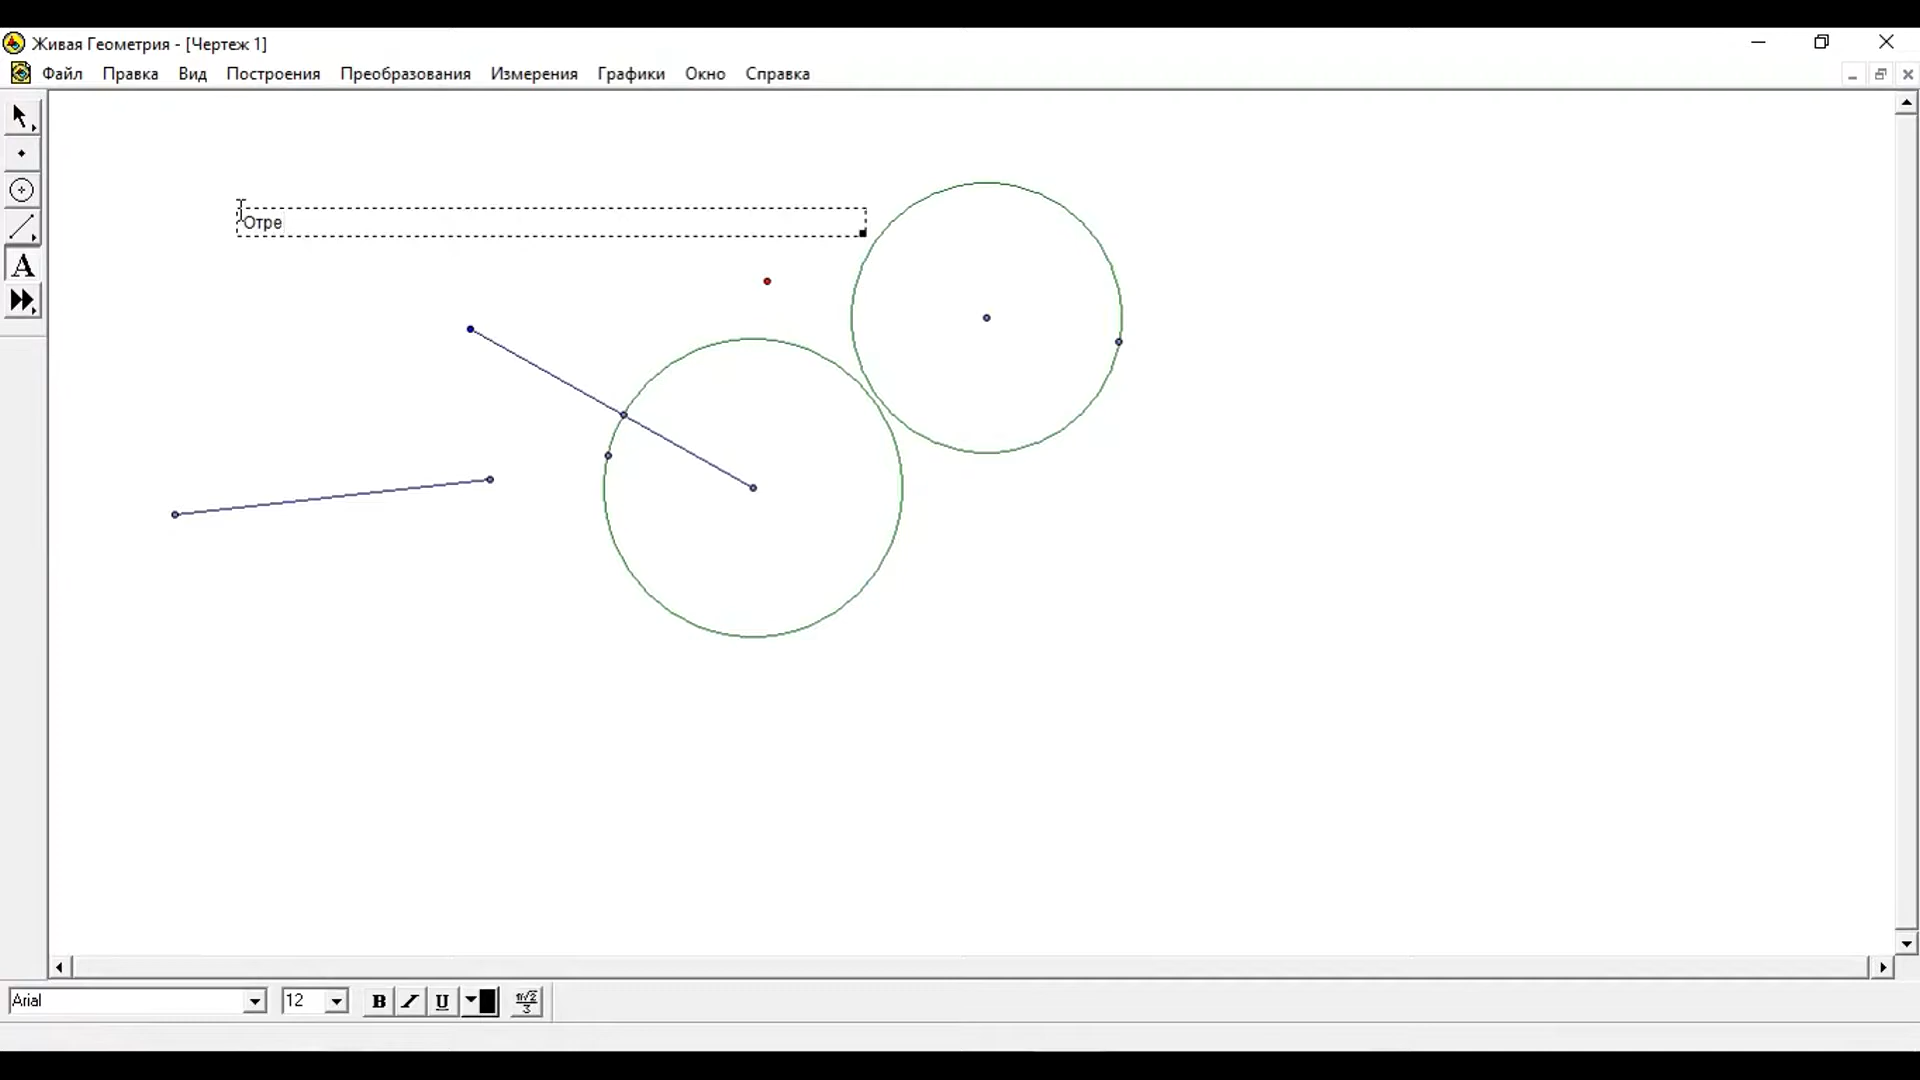 Живая Геометрия - [Чертеж 1]
Файл Правка Вид Построения Преобразования Измерения Графики Окно Справка
Отре
A
Arial 12 B I U